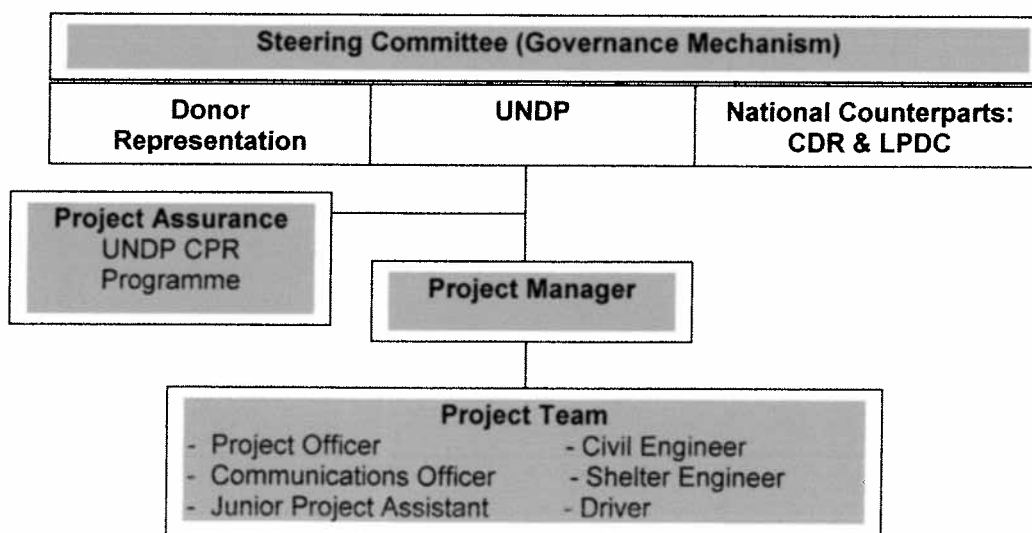 Steering Committee (Governance Mechanism)
Donor
Representation
UNDP
National Counterparts:
CDR & LPDC
Project Assurance
UNDP CPR
Programme
Project Manager
Project Team
- Project Officer
- Communications Officer
- Junior Project Assistant
- Civil Engineer
- Shelter Engineer
- Driver